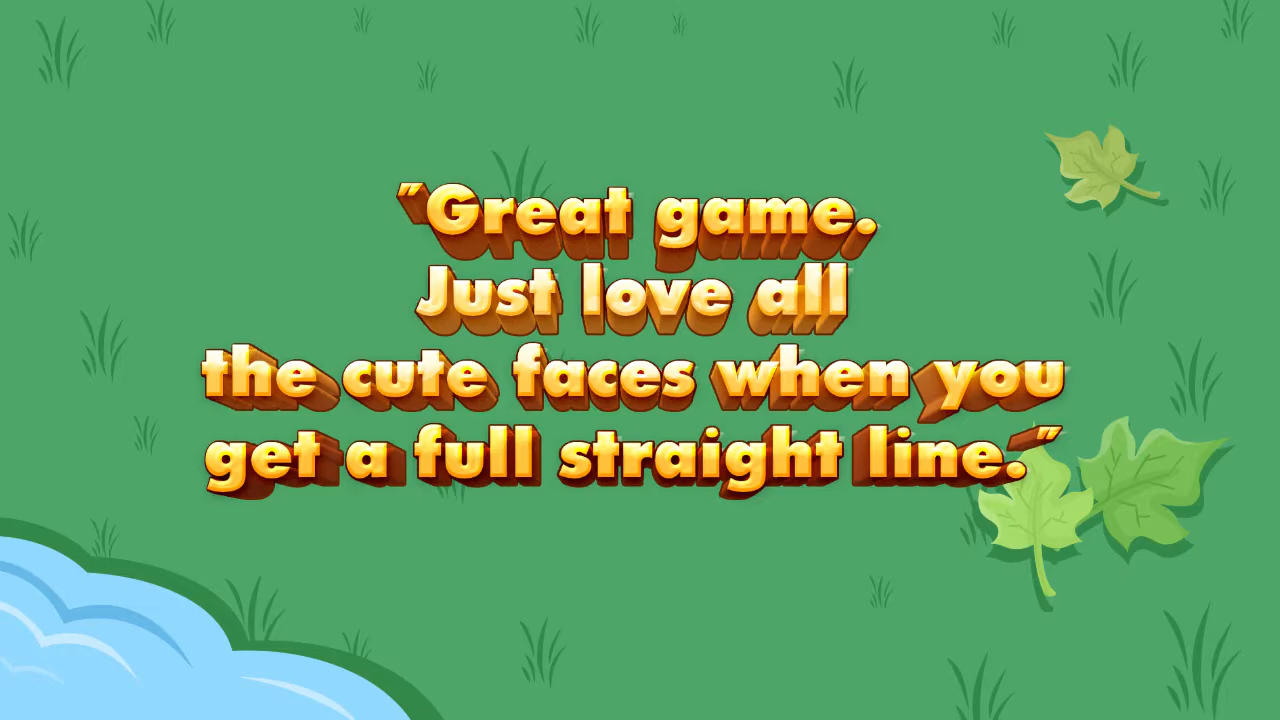 "Great game.
Just love all
the cute faces when you
get a full straight line."